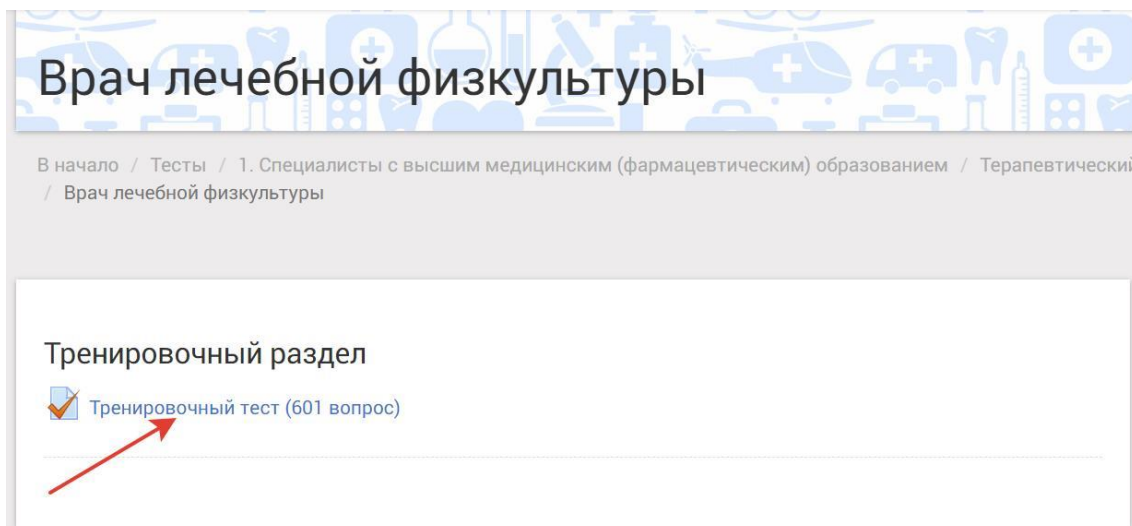 Врач лечебной физкультуры
В начало / Тесты / 1. Специалисты с высшим медицинским (фармацевтическим) образованием / Терапевтический
/ Врач лечебной физкультуры
Тренировочный раздел
Тренировочный тест (601 вопрос)